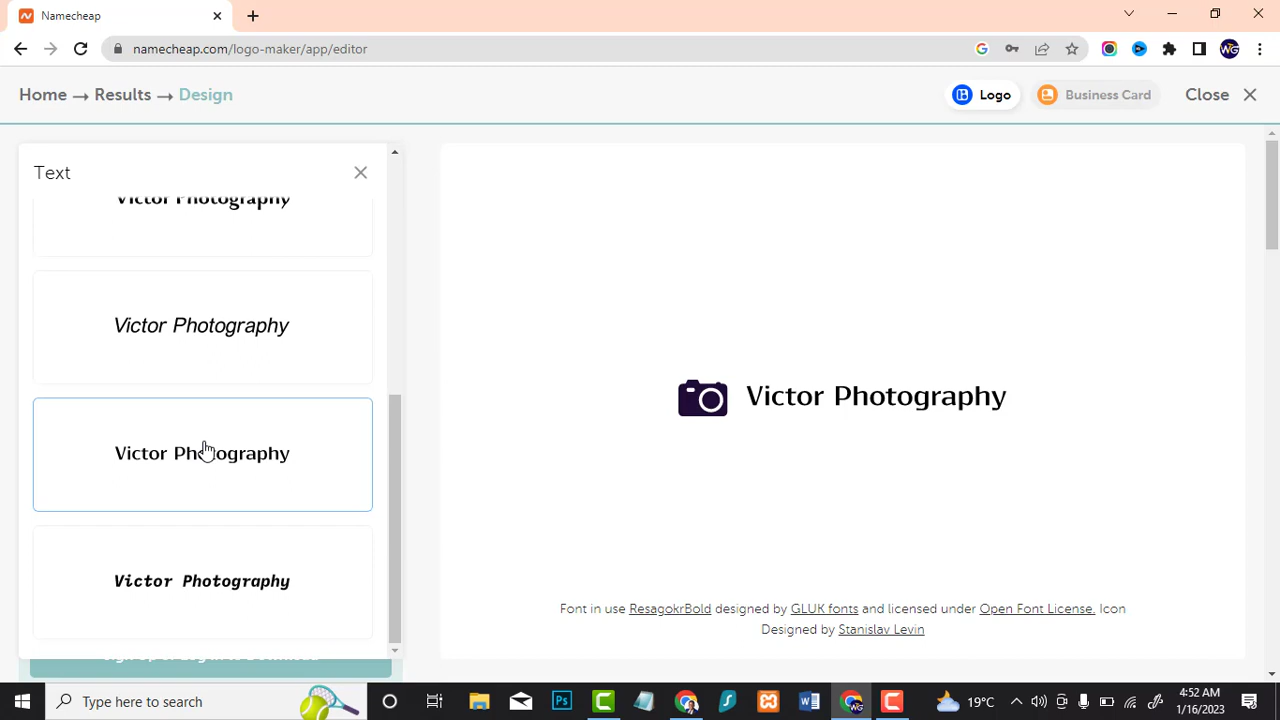 Namecheap
namecheap.com/logo-maker/app/editor
Home → Results → Design
Logo
Business Card
Close
Text
Victor Photography
Victor Photography
Victor Photography
Victor Photography
Victor Photography
Font in use ResagokrBold designed by GLUK fonts and licensed under Open Font License. Icon
Designed by Stanislav Levin
Type here to search
19°C
4:52 AM
1/16/2023